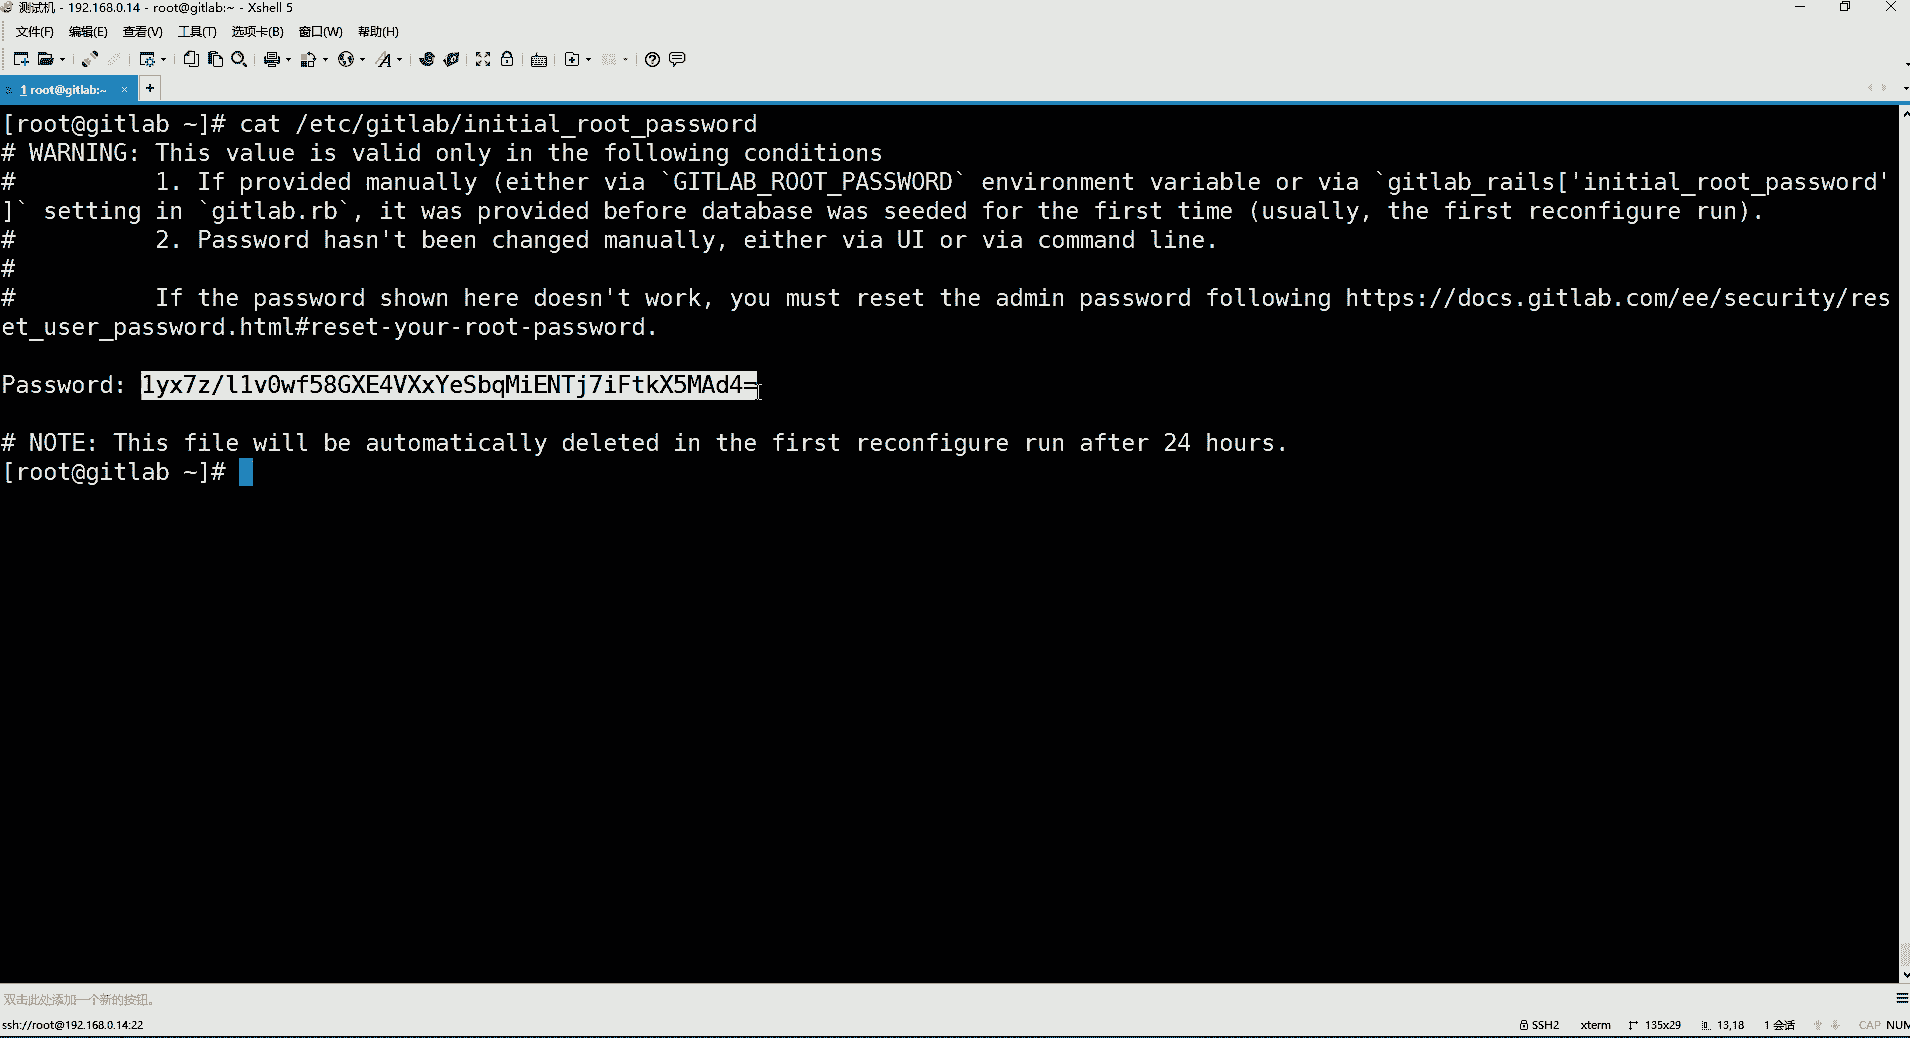 测试机 - 192.168.0.14 - root@gitlab:~ - Xshell 5
文件(F) 编辑(E) 查看(V) 工具(T) 选项卡(B) 窗口(W) 帮助(H)
1 root@gitlab:~ × +
[root@gitlab ~]# cat /etc/gitlab/initial_root_password
# WARNING: This value is valid only in the following conditions
#          1. If provided manually (either via `GITLAB_ROOT_PASSWORD` environment variable or via `gitlab_rails['initial_root_password'
]` setting in `gitlab.rb`, it was provided before database was seeded for the first time (usually, the first reconfigure run).
#          2. Password hasn't been changed manually, either via UI or via command line.
#
#          If the password shown here doesn't work, you must reset the admin password following https://docs.gitlab.com/ee/security/res
et_user_password.html#reset-your-root-password.
Password: 1yx7z/l1v0wf58GXE4VXxYeSbqMiENTj7iFtkX5MAd4=
# NOTE: This file will be automatically deleted in the first reconfigure run after 24 hours.
[root@gitlab ~]#
双击此处添加一个新的按钮。
ssh://root@192.168.0.14:22 SSH2 xterm 135x29 13,18 1 会话 CAP NUM